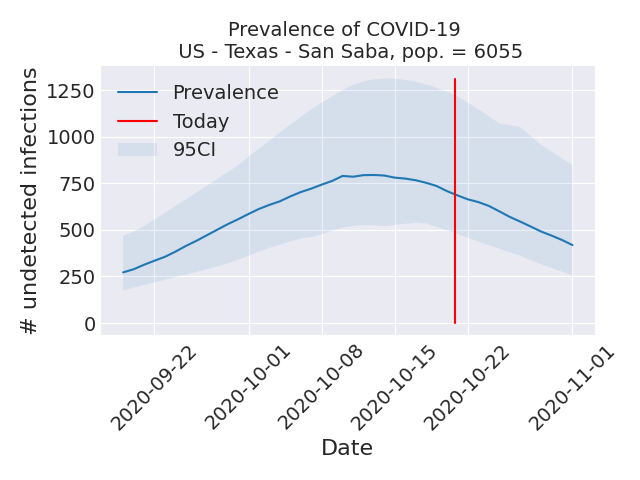 Prevalence of COVID-19
US - Texas - San Saba, pop. = 6055
# undetected infections
1250
1000
750
500
250
0
Prevalence
Today
95CI
2020-09-22
2020-10-01
2020-10-08
2020-10-15
2020-10-22
2020-11-01
Date